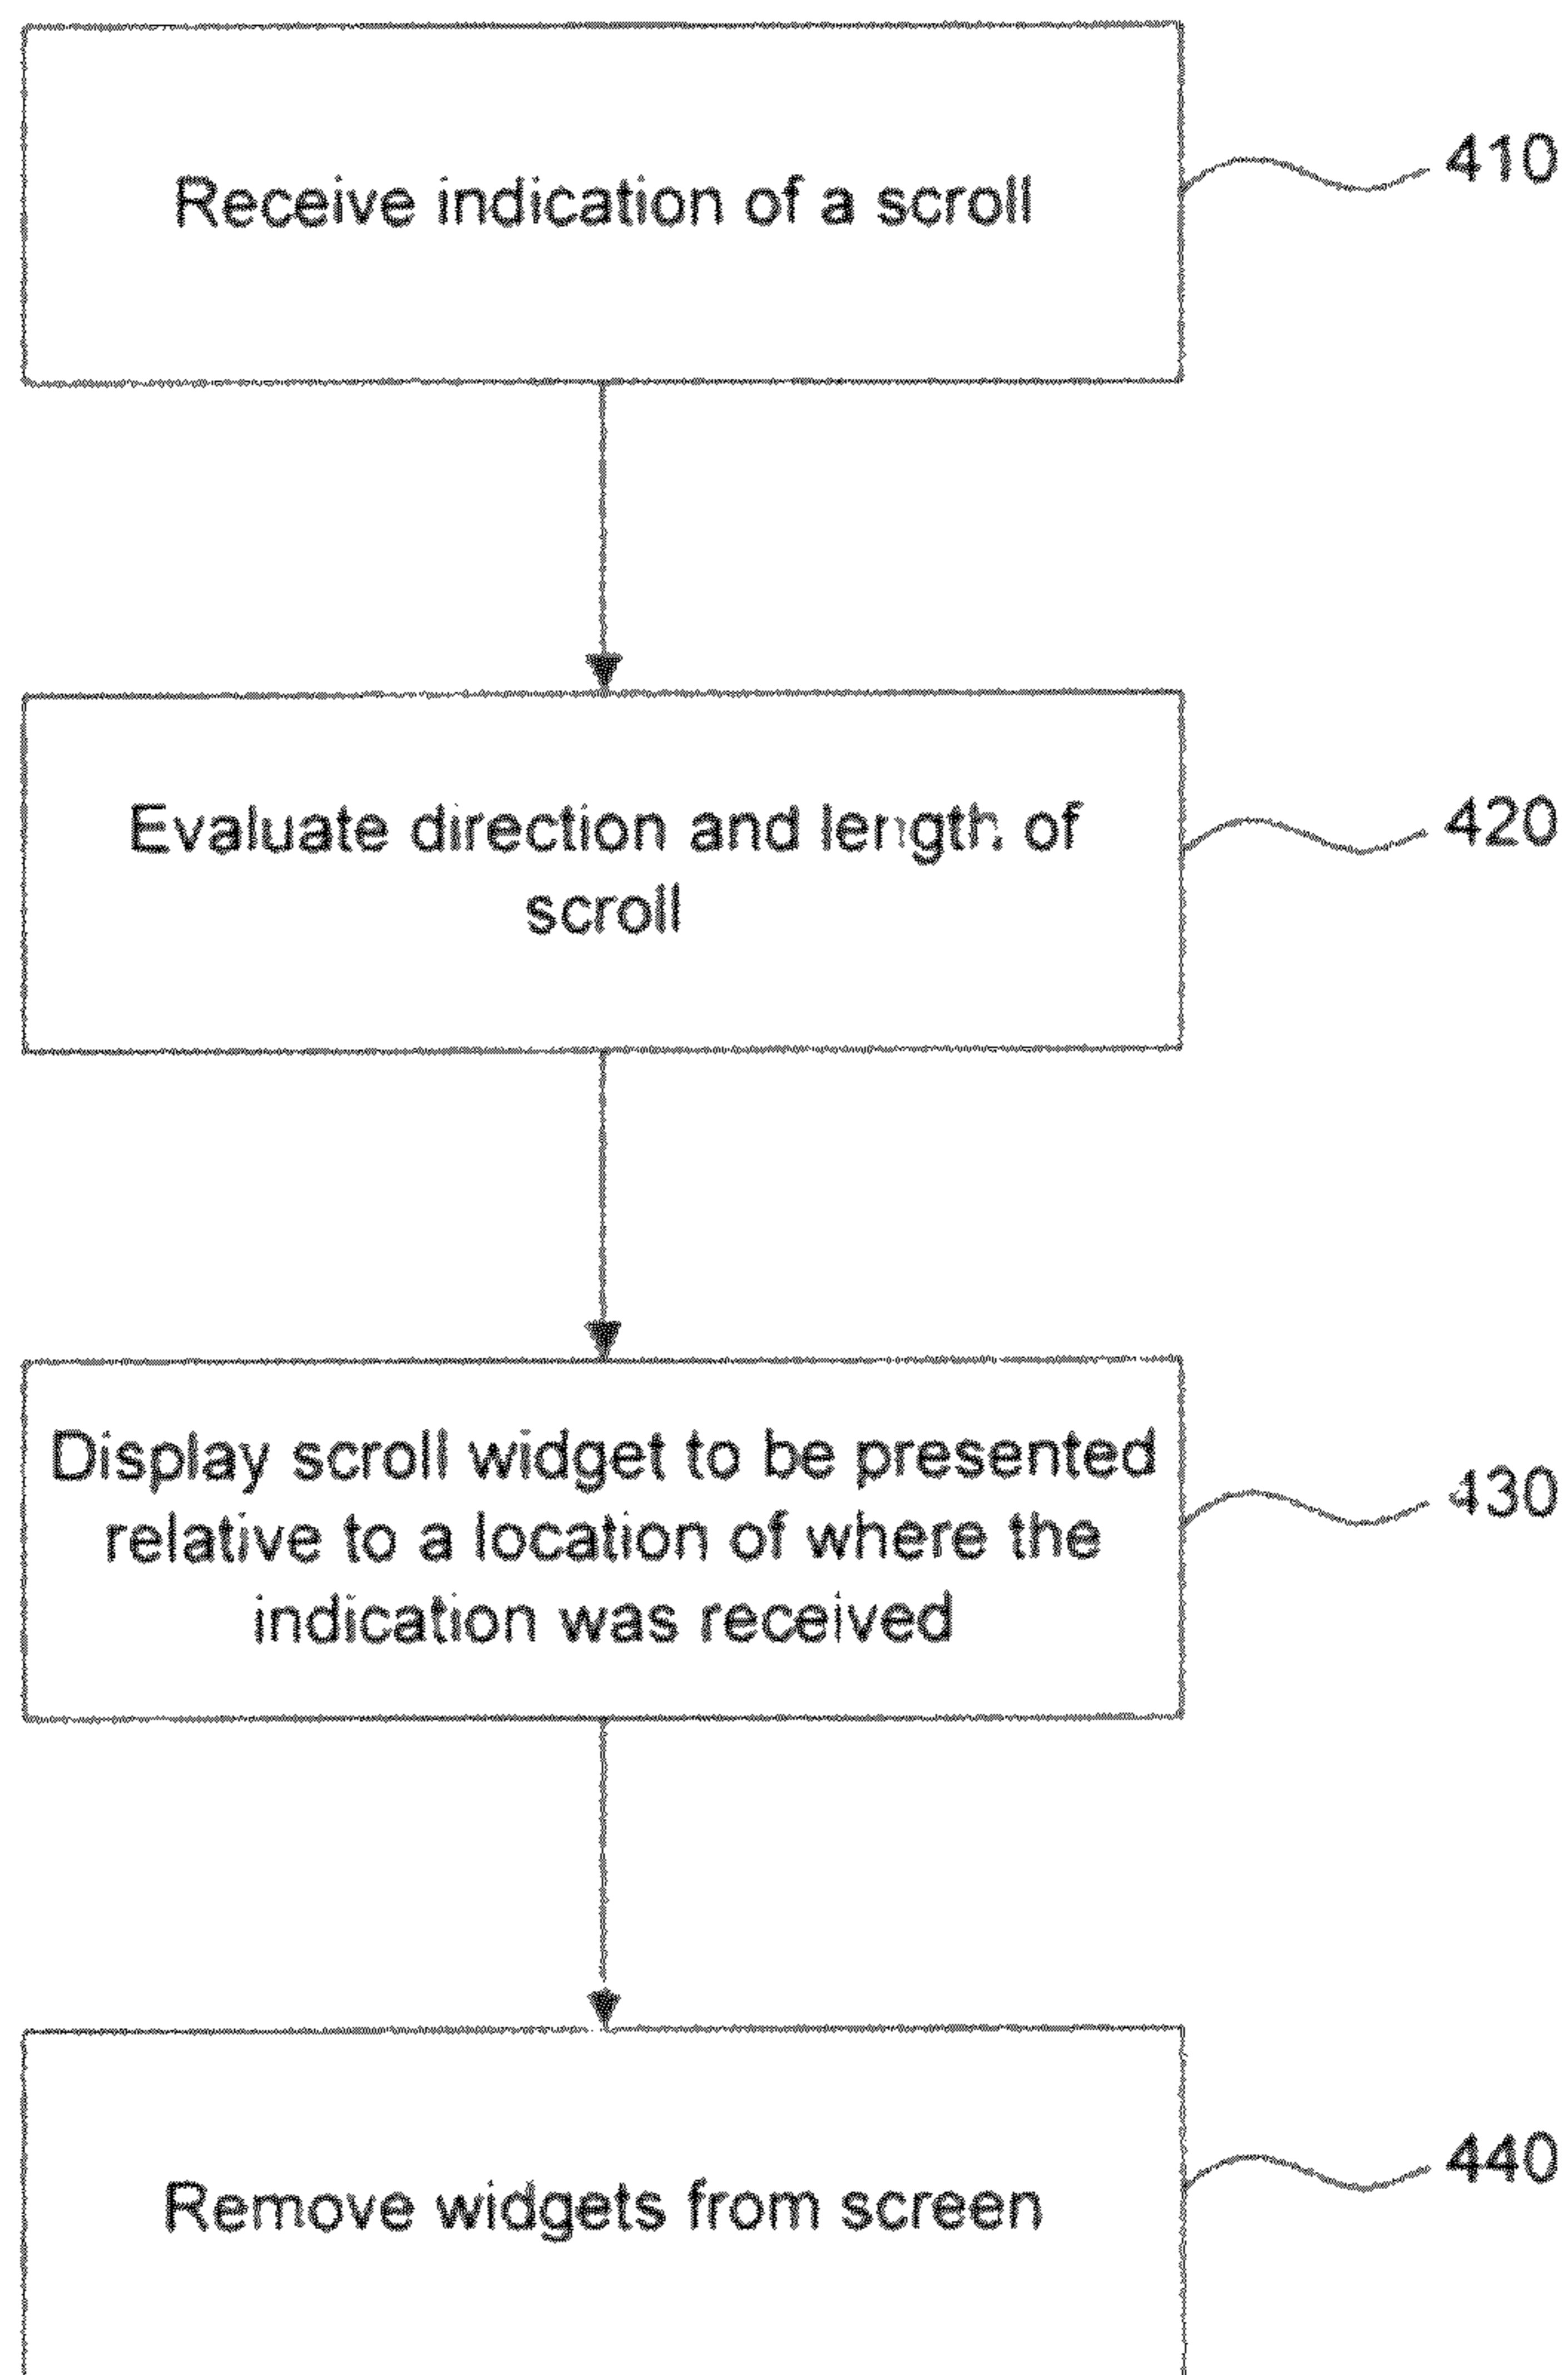 Receive indication of a scroll
410
Evaluate direction and length of
scroll
420
Display scroll widget to be presented
relative to a location of where the
indication was received
430
Remove widgets from screen
440